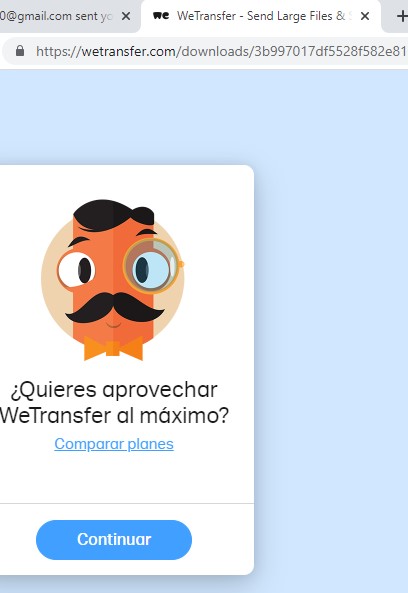 0@gmail.com sent yo
we WeTransfer - Send Large Files & S
https://wetransfer.com/downloads/3b997017df5528f582e81
¿Quieres aprovechar
WeTransfer al máximo?
Comparar planes
Continuar